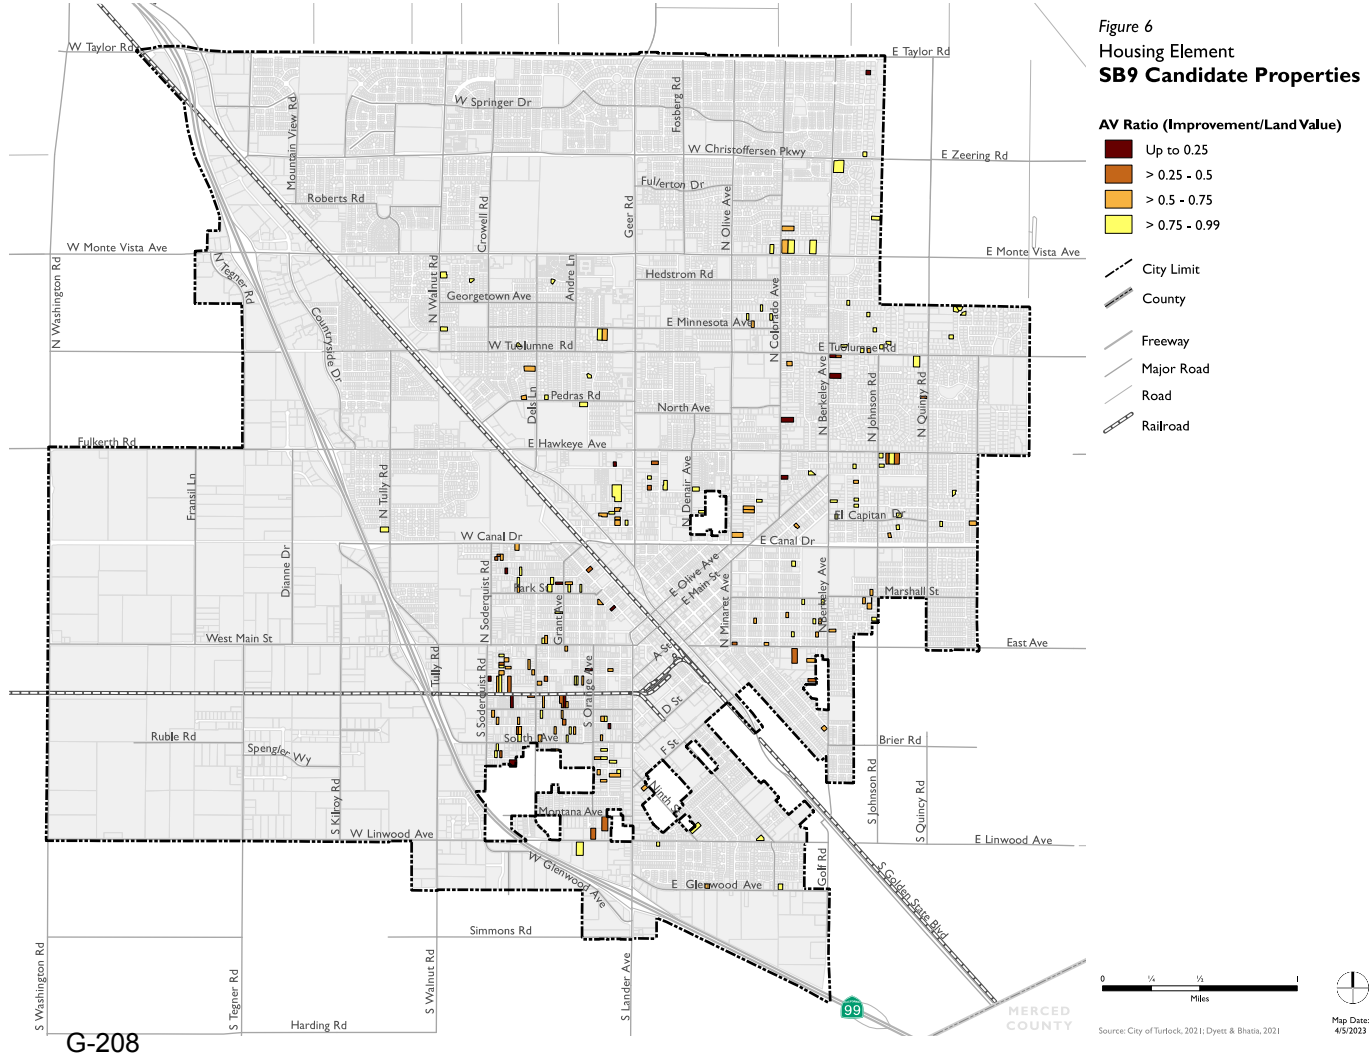 Figure 6
Housing Element
SB9 Candidate Properties
AV Ratio (Improvement/Land Value)
Up to 0.25
> 0.25 - 0.5
> 0.5 - 0.75
> 0.75 - 0.99
City Limit
County
Freeway
Major Road
Road
Railroad
W Taylor Rd
E Taylor Rd
W Springer Dr
Mountain View Rd
Fosberg Rd
W Christoffersen Pkwy
E Zeering Rd
Fullerton Dr
Roberts Rd
Crowell Rd
Geer Rd
N Olive Ave
W Monte Vista Ave
E Monte Vista Ave
N Washington Rd
N Tegner Rd
N Walnut Rd
Andre Ln
Hedstrom Rd
Georgetown Ave
N Colorado Ave
Countryside Dr
E Minnesota Ave
W Tuolumne Rd
E Tuolumne Rd
Dels Ln
Pedras Rd
North Ave
N Berkeley Ave
N Johnson Rd
N Quincy Rd
Fulkerth Rd
E Hawkeye Ave
Fransil Ln
N Tully Rd
N Denair Ave
El Capitan Dr
W Canal Dr
E Canal Dr
Dianne Dr
N Soderquist Rd
Park St
Grant Ave
E Olive Ave
E Main St
N Minaret Ave
N Berkeley Ave
Marshall St
West Main St
East Ave
A St
S Tully Rd
S Soderquist Rd
S Orange Ave
D St
Ruble Rd
South Ave
F St
Brier Rd
Spengler Wy
S Kilroy Rd
Ninth St
S Johnson Rd
S Quincy Rd
Montana Ave
W Linwood Ave
E Linwood Ave
W Glenwood Ave
E Glenwood Ave
Golf Rd
S Golden State Blvd
Simmons Rd
S Washington Rd
S Tegner Rd
S Walnut Rd
S Lander Ave
Harding Rd
99
MERCED
COUNTY
0 ¼ ½ 1
Miles
Source: City of Turlock, 2021; Dyett & Bhatia, 2021
Map Date:
4/5/2023
G-208